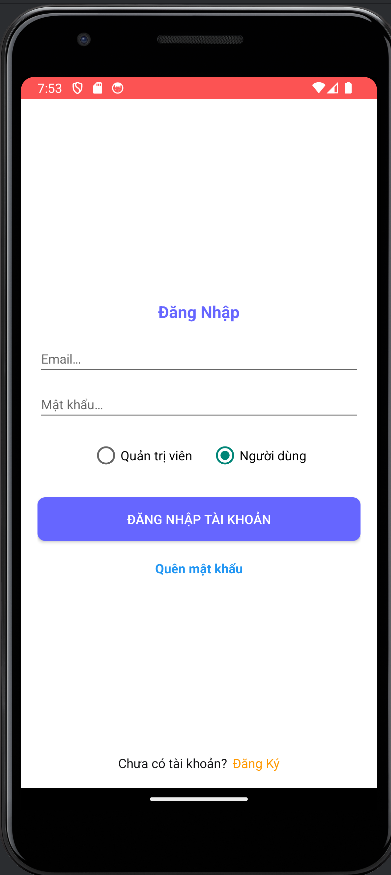 7:53
Đăng Nhập
Email...
Mật khẩu...
Quản trị viên Người dùng
ĐĂNG NHẬP TÀI KHOẢN
Quên mật khẩu
Chưa có tài khoản? Đăng Ký